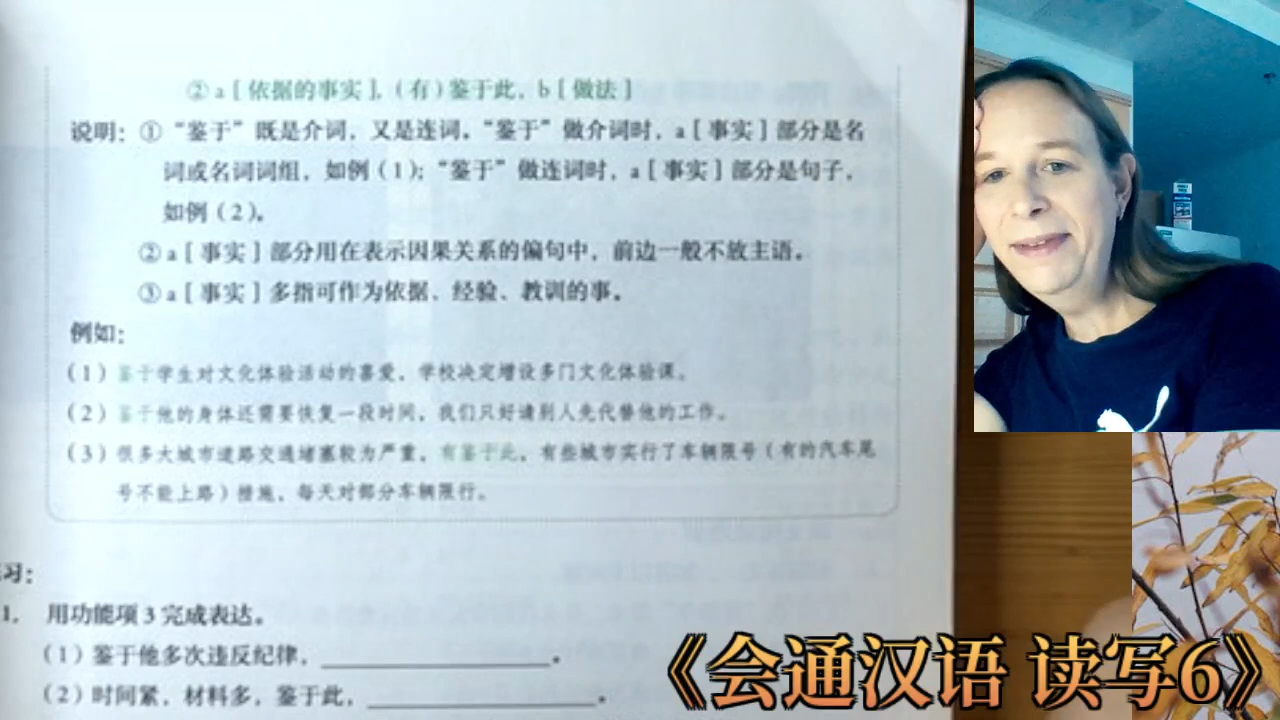 ② a [ 依据的事实 ]，（有）鉴于此，b [ 做法 ]
说明：① “鉴于”既是介词，又是连词。“鉴于”做介词时，a [ 事实 ] 部分是名
词或名词词组，如例（1）；“鉴于”做连词时，a [ 事实 ] 部分是句子，
如例（2）。
② a [ 事实 ] 部分用在表示因果关系的偏句中，前边一般不放主语。
③ a [ 事实 ] 多指可作为依据、经验、教训的事。
例如：
（1）鉴于学生对文化体验活动的喜爱，学校决定增设多门文化体验课。
（2）鉴于他的身体还需要恢复一段时间，我们只好请别人先代替他的工作。
（3）很多大城市道路交通堵塞较为严重，有鉴于此，有些城市实行了车辆限号（有的汽车尾
号不能上路）措施，每天对部分车辆限行。
习：
1. 用功能项 3 完成表达。
（1）鉴于他多次违反纪律，____________________。
（2）时间紧，材料多，鉴于此，____________________。
《会通汉语 读写6》